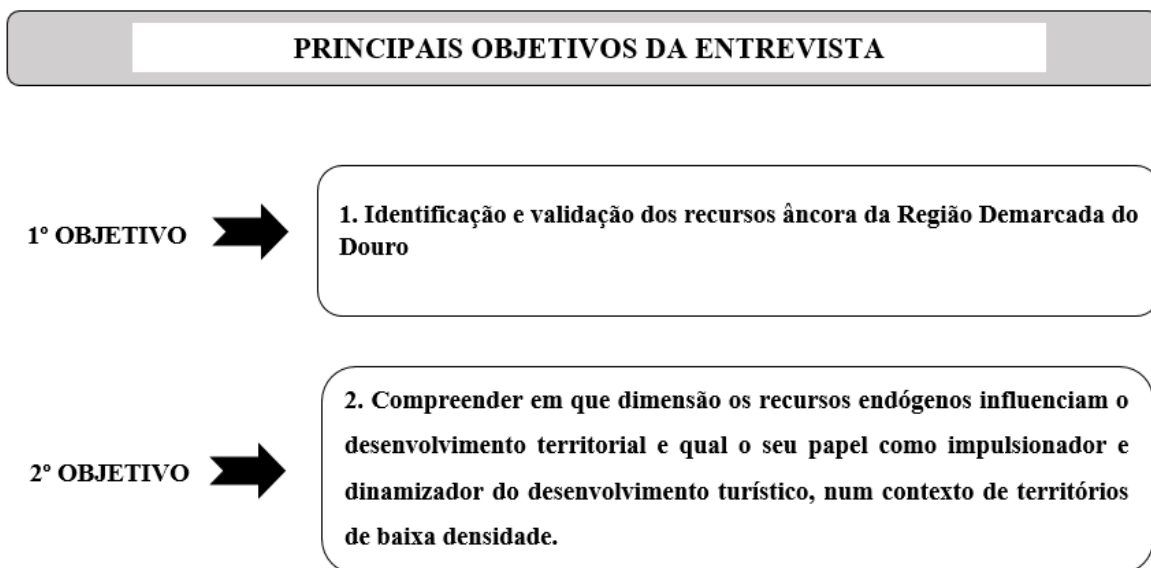 PRINCIPAIS OBJETIVOS DA ENTREVISTA
1º OBJETIVO
1. Identificação e validação dos recursos âncora da Região Demarcada do
Douro
2º OBJETIVO
2. Compreender em que dimensão os recursos endógenos influenciam o
desenvolvimento territorial e qual o seu papel como impulsionador e
dinamizador do desenvolvimento turístico, num contexto de territórios
de baixa densidade.